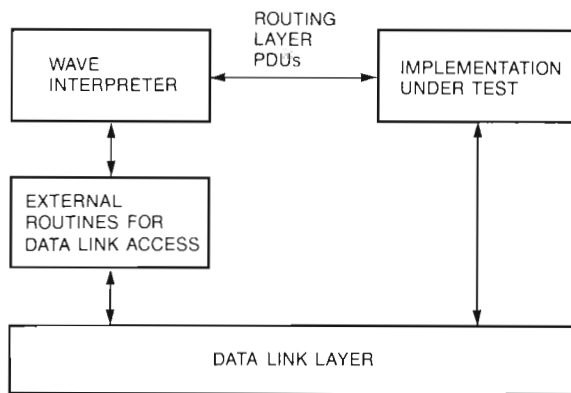 ROUTING
LAYER
PDUs
WAVE
INTERPRETER
IMPLEMENTATION
UNDER TEST
EXTERNAL
ROUTINES FOR
DATA LINK ACCESS
DATA LINK LAYER